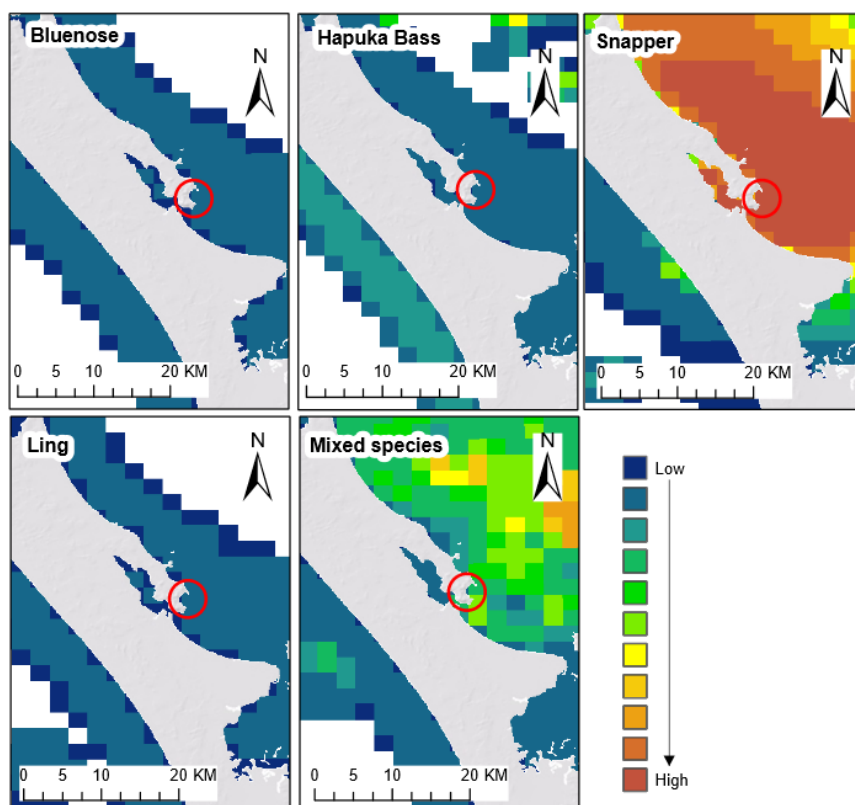 Bluenose
N
0 5 10 20 KM
Hapuka Bass
N
0 5 10 20 KM
Snapper
N
0 5 10 20 KM
Ling
N
0 5 10 20 KM
Mixed species
N
0 5 10 20 KM
Low
High